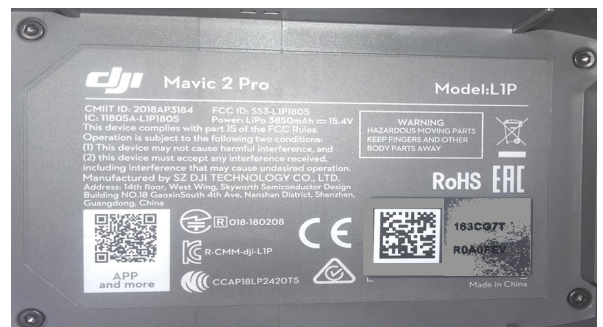 dji Mavic 2 Pro
Model:L1P
CMIIT ID: 2018AP3184 FCC ID: SS3-L1P1805
IC: 11805A-L1P1805 Power: LiPo 3850mAh 15.4V
This device complies with part 15 of the FCC Rules.
Operation is subject to the following two conditions:
(1) This device may not cause harmful interference, and
(2) this device must accept any interference received,
including interference that may cause undesired operation.
Manufactured by SZ DJI TECHNOLOGY CO., LTD.
Address: 14th floor, West Wing, Skyworth Semiconductor Design
Building NO.18 GaoxinSouth 4th Ave, Nanshan District, Shenzhen,
Guangdong, China
WARNING
HAZARDOUS MOVING PARTS
KEEP FINGERS AND OTHER
BODY PARTS AWAY
RoHS EAC
R 018-180208
R-CMM-dji-L1P
CCAP18LP2420T5
CE
APP
and more
163CG7T
Made in China